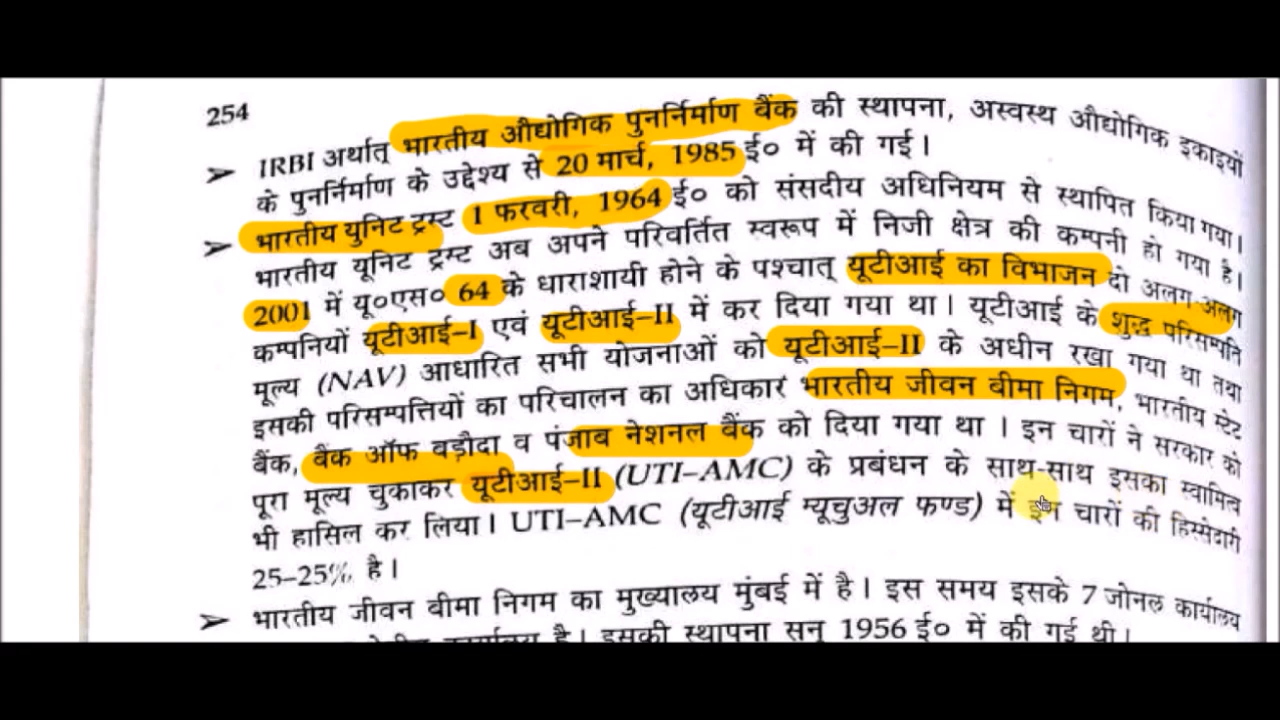 254
➢ IRBI अर्थात् भारतीय औद्योगिक पुनर्निर्माण बैंक की स्थापना, अस्वस्थ औद्योगिक इकाइयों
के पुनर्निर्माण के उद्देश्य से 20 मार्च, 1985 ई० में की गई।
➢ भारतीय युनिट ट्रस्ट 1 फरवरी, 1964 ई० को संसदीय अधिनियम से स्थापित किया गया।
भारतीय यूनिट ट्रस्ट अब अपने परिवर्तित स्वरूप में निजी क्षेत्र की कम्पनी हो गया है।
2001 में यू०एस० 64 के धाराशायी होने के पश्चात् यूटीआई का विभाजन दो अलग-अलग
कम्पनियों यूटीआई–I एवं यूटीआई–II में कर दिया गया था। यूटीआई के शुद्ध परिसम्पति
मूल्य (NAV) आधारित सभी योजनाओं को यूटीआई–II के अधीन रखा गया था तथा
इसकी परिसम्पत्तियों का परिचालन का अधिकार भारतीय जीवन बीमा निगम, भारतीय स्टेट
बैंक, बैंक ऑफ बड़ौदा व पंजाब नेशनल बैंक को दिया गया था । इन चारों ने सरकार को
पूरा मूल्य चुकाकर यूटीआई–II (UTI–AMC) के प्रबंधन के साथ-साथ इसका स्वामित्व
भी हासिल कर लिया। UTI–AMC (यूटीआई म्यूचुअल फण्ड) में इन चारों की हिस्सेदारी
25–25% है।
➢ भारतीय जीवन बीमा निगम का मुख्यालय मुंबई में है। इस समय इसके 7 जोनल कार्यालय
कार्यालय है। इसकी स्थापना सन् 1956 ई० में की गई थी।